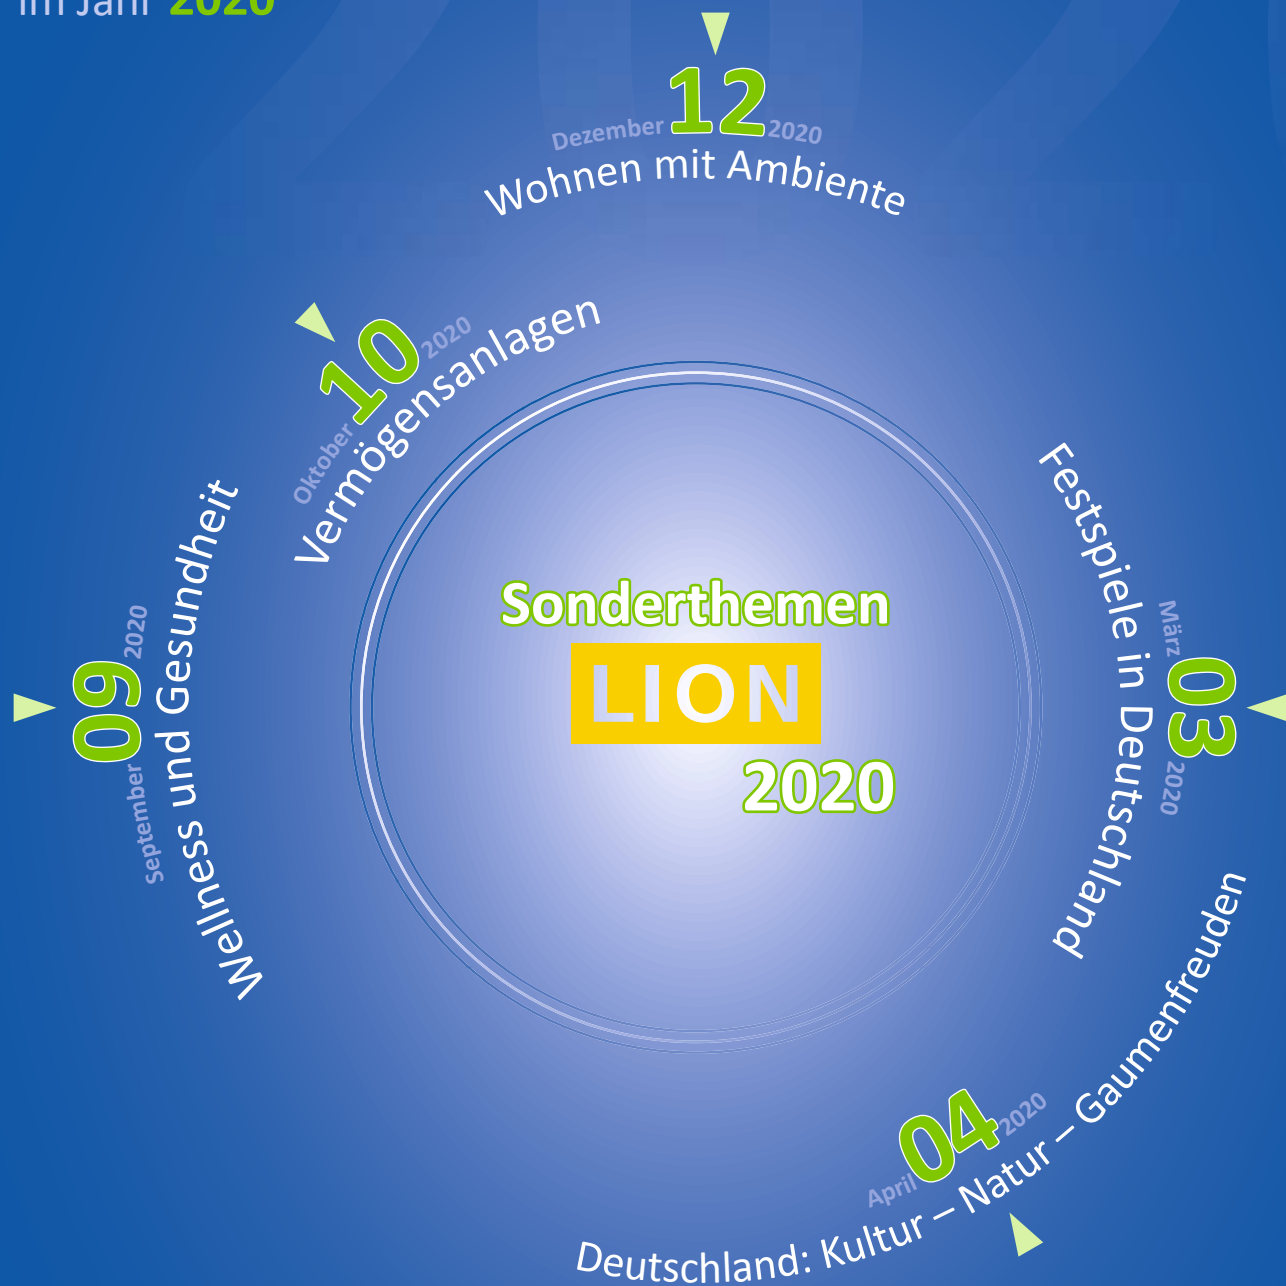 im Jahr 2020
Dezember 12 2020
Wohnen mit Ambiente
Oktober 10 2020
Vermögensanlagen
Festspiele in Deutschland
März 03 2020
September 09 2020
Wellness und Gesundheit
Sonderthemen
LION
2020
April 04 2020
Deutschland: Kultur – Natur – Gaumenfreuden